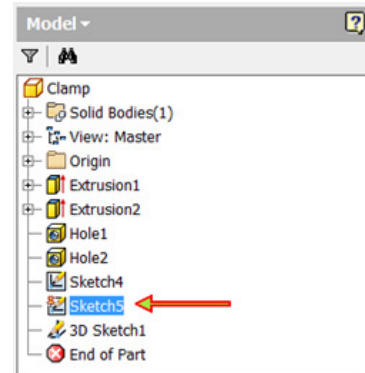 Model
?
Clamp
Solid Bodies(1)
View: Master
Origin
Extrusion1
Extrusion2
Hole1
Hole2
Sketch4
Sketch5
3D Sketch1
End of Part